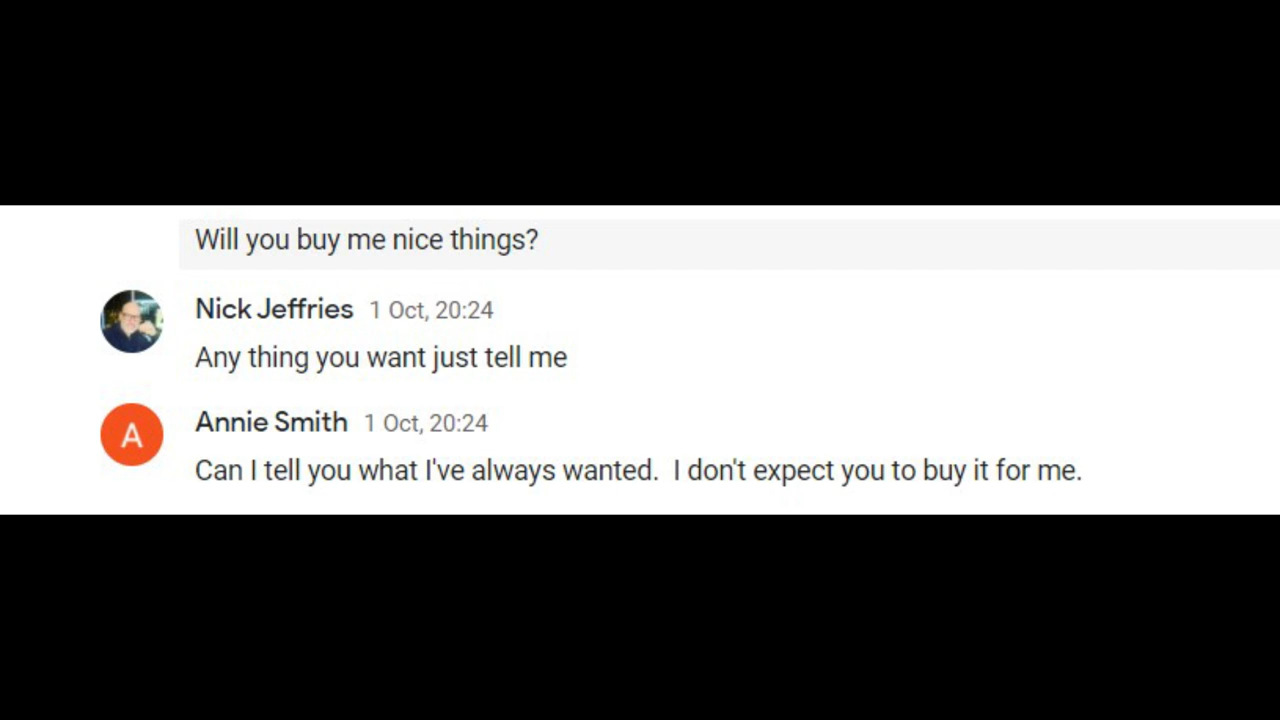 Will you buy me nice things?
Nick Jeffries 1 Oct, 20:24
Any thing you want just tell me
A
Annie Smith 1 Oct, 20:24
Can I tell you what I've always wanted.  I don't expect you to buy it for me.